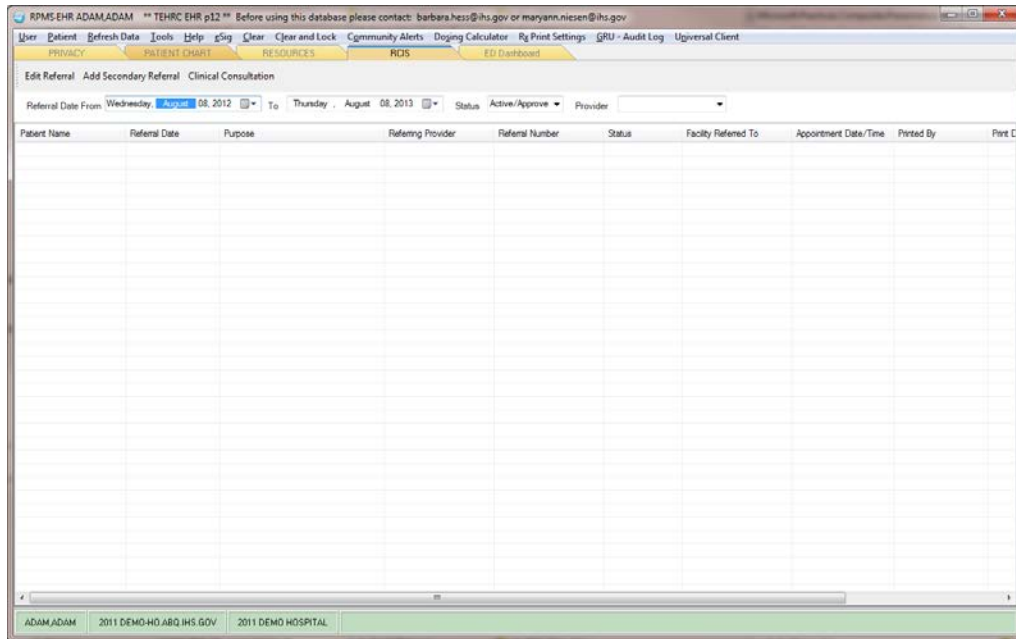 RPMS-EHR ADAM,ADAM ** TEHRC EHR p12 ** Before using this database please contact: barbara.hess@ihs.gov or maryann.niesen@ihs.gov
User Patient Refresh Data Tools Help eSig Clear Clear and Lock Community Alerts Dosing Calculator Rx Print Settings GRU - Audit Log Universal Client
PRIVACY PATIENT CHART RESOURCES RCIS ED Dashboard
Edit Referral Add Secondary Referral Clinical Consultation
Referral Date From Wednesday, August 08, 2012 To Thursday , August 08, 2013 Status Active/Approve Provider
Patient Name Referral Date Purpose Referring Provider Referral Number Status Facility Referred To Appointment Date/Time Printed By Print D
ADAM,ADAM 2011 DEMO-HO.ABQ.IHS.GOV 2011 DEMO HOSPITAL